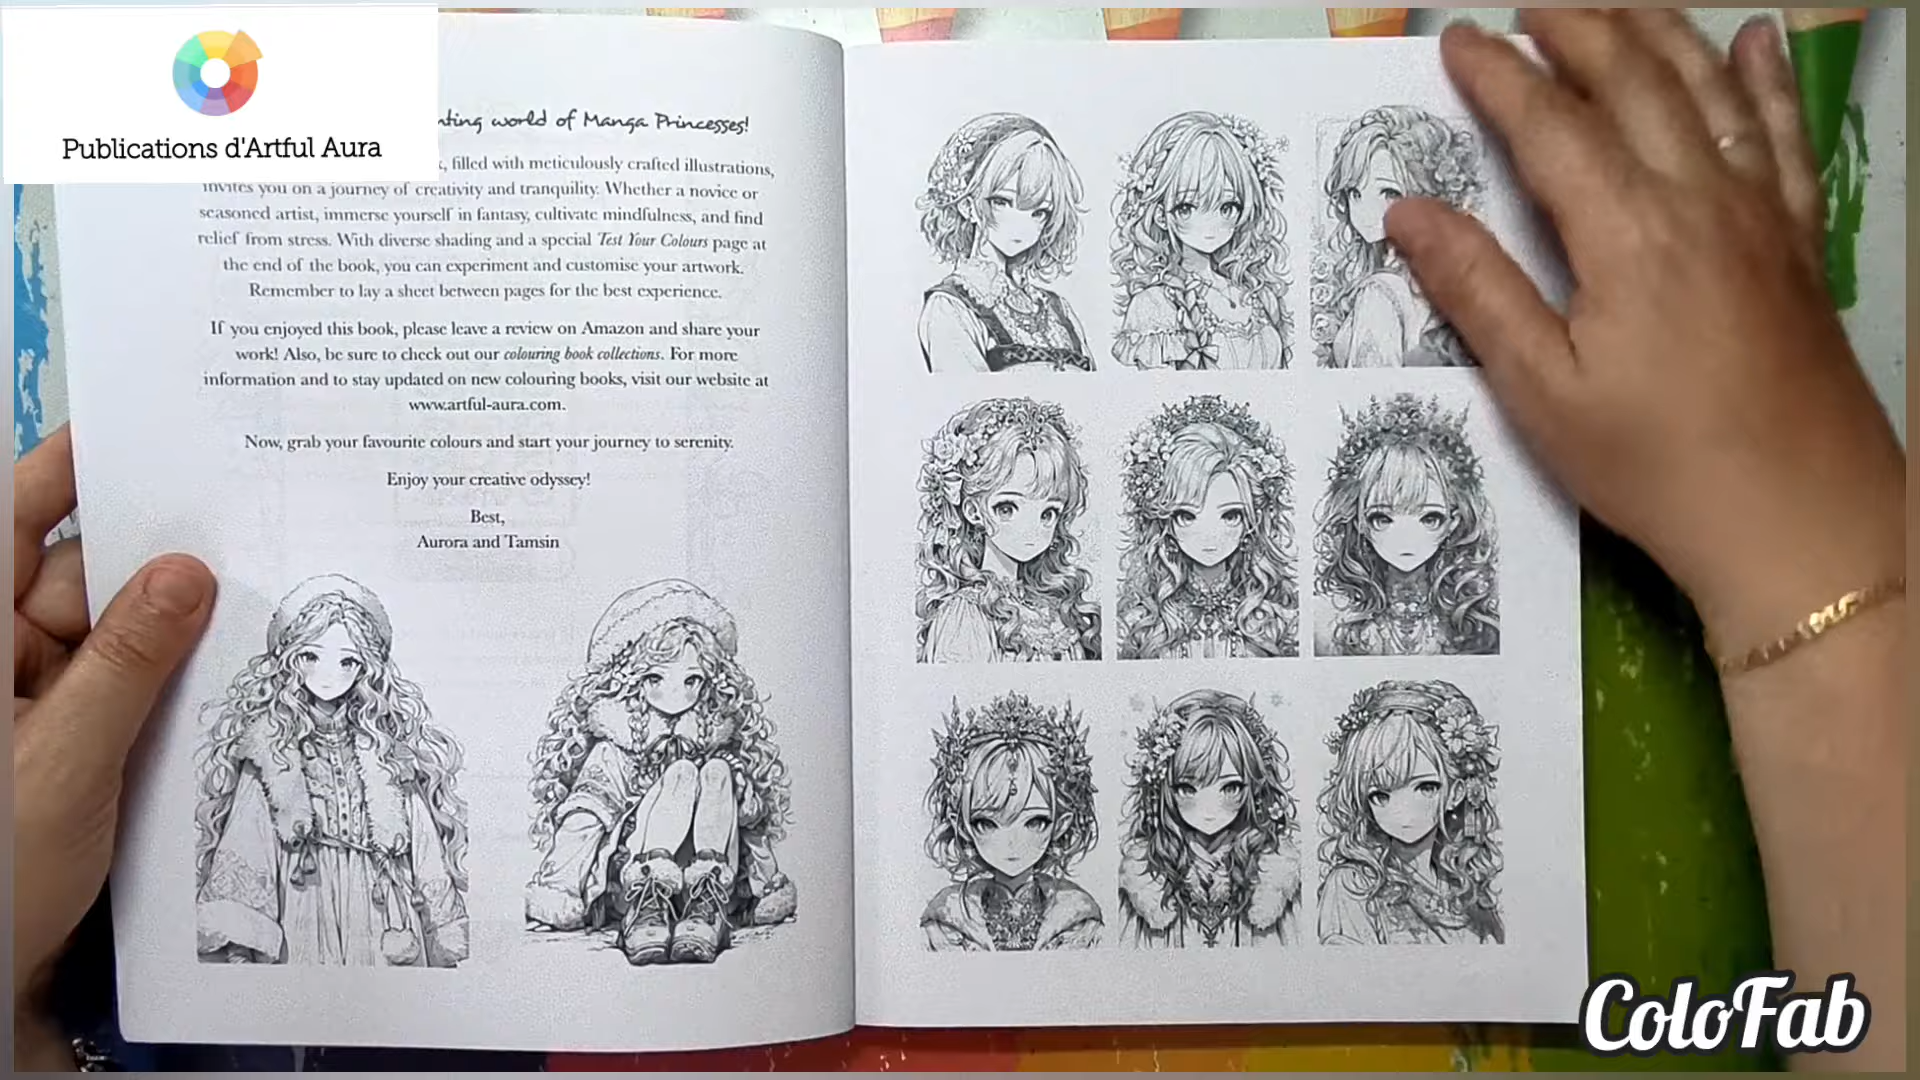 Publications d'Artful Aura
world of Manga Princesses!
filled with meticulously crafted illustrations,
invites you on a journey of creativity and tranquility. Whether a novice or
seasoned artist, immerse yourself in fantasy, cultivate mindfulness, and find
relief from stress. With diverse shading and a special Test Your Colours page at
the end of the book, you can experiment and customise your artwork.
Remember to lay a sheet between pages for the best experience.
If you enjoyed this book, please leave a review on Amazon and share your
work! Also, be sure to check out our colouring book collections. For more
information and to stay updated on new colouring books, visit our website at
www.artful-aura.com.
Now, grab your favourite colours and start your journey to serenity.
Enjoy your creative odyssey!
Best,
Aurora and Tamsin
ColoFab